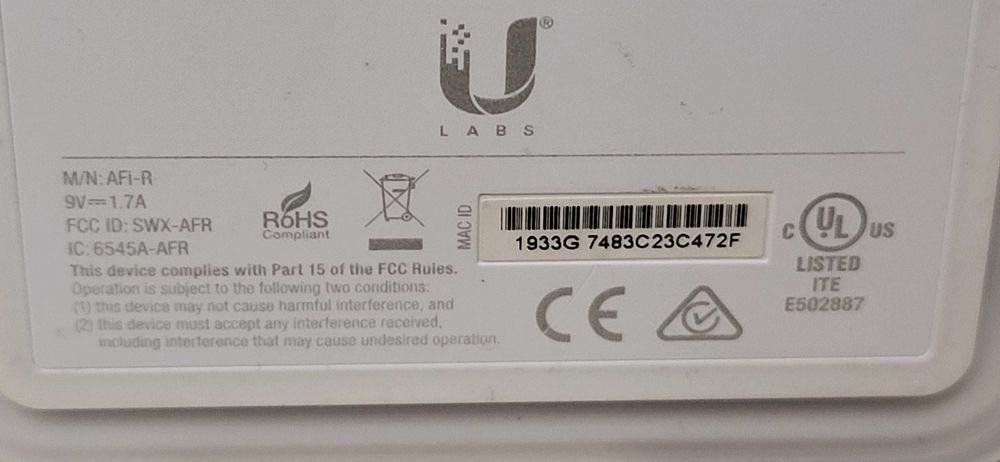 U®
LABS
M/N: AFi-R
9V⎓1.7A
FCC ID: SWX-AFR
IC: 6545A-AFR
RoHS
Compliant
MAC ID
1933G 7483C23C472F
C UL US
LISTED
ITE
E502887
This device complies with Part 15 of the FCC Rules.
Operation is subject to the following two conditions:
(1) this device may not cause harmful interference, and
(2) this device must accept any interference received,
including interference that may cause undesired operation.
CE